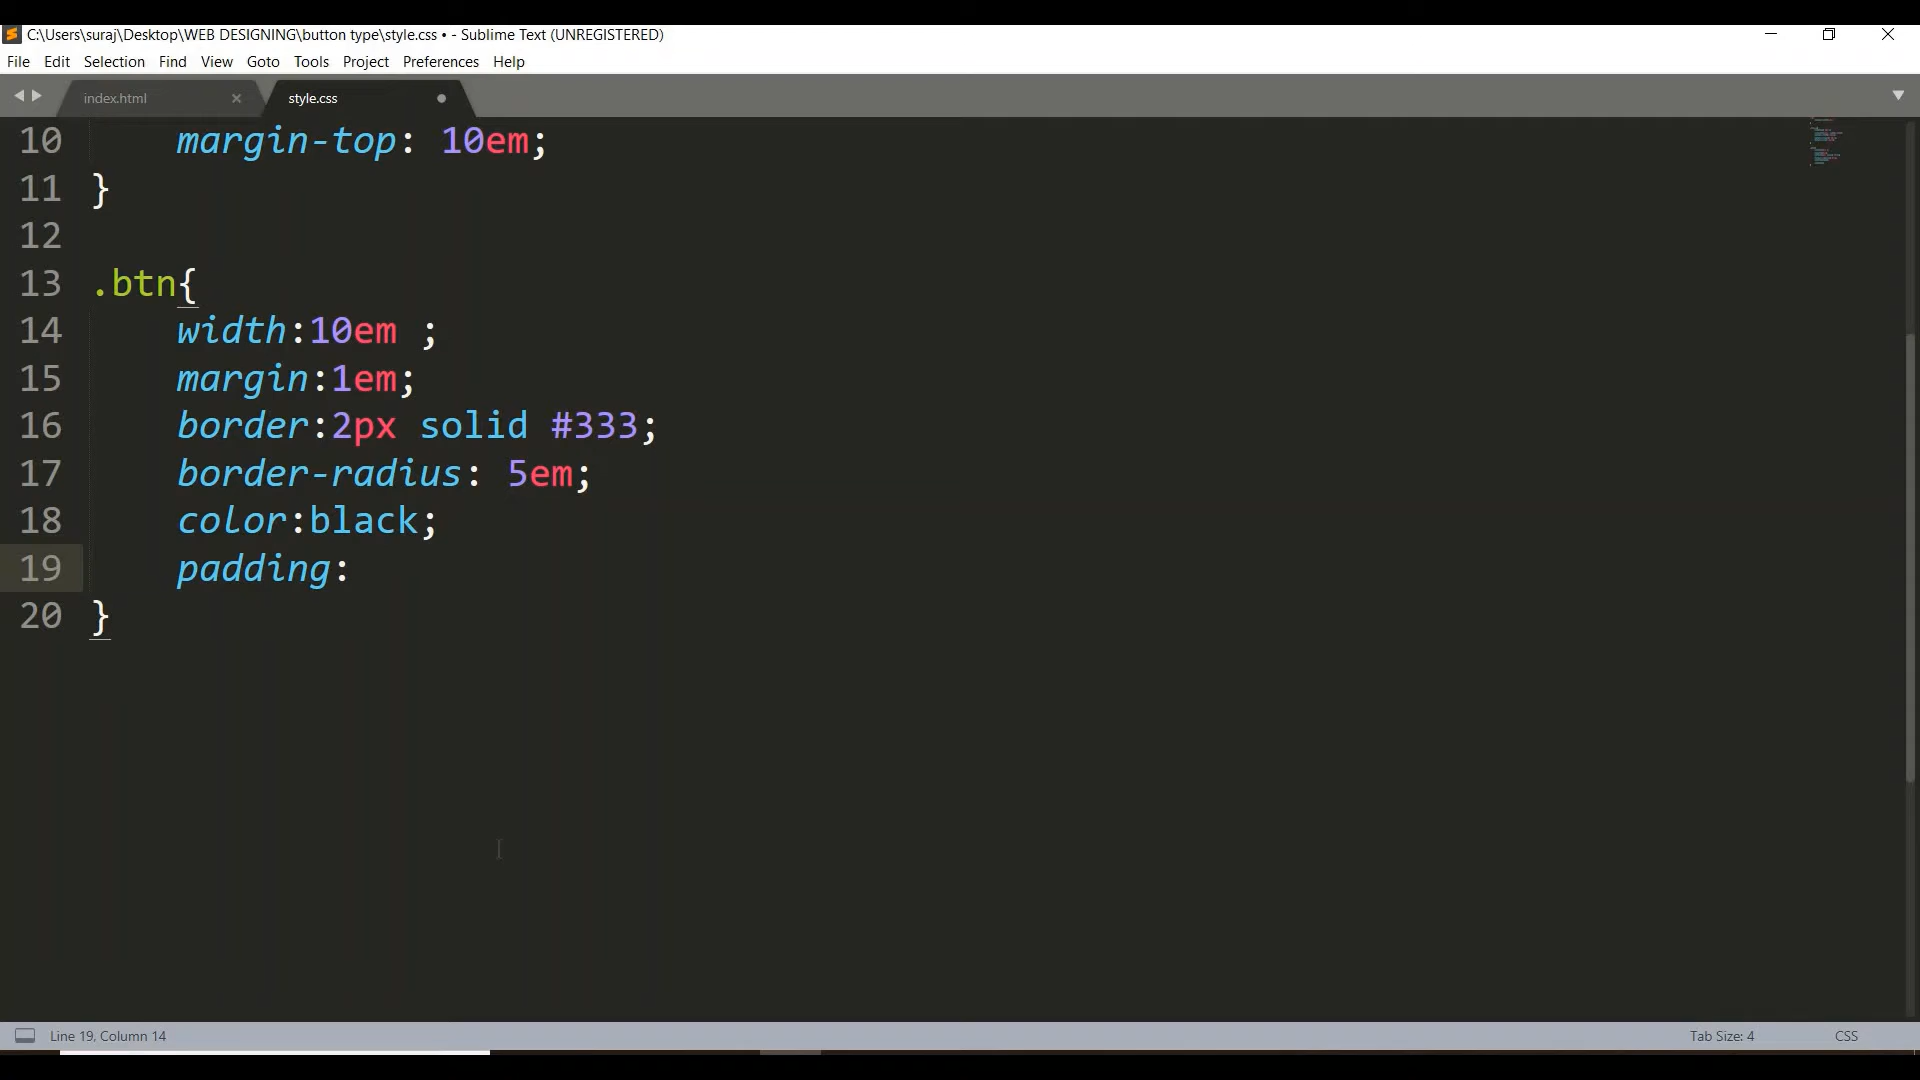 C:\Users\suraj\Desktop\WEB DESIGNING\button type\style.css • - Sublime Text (UNREGISTERED)
File Edit Selection Find View Goto Tools Project Preferences Help
index.html style.css
10 margin-top: 10em;
11 }
12
13 .btn{
14 width:10em ;
15 margin:1em;
16 border:2px solid #333;
17 border-radius: 5em;
18 color:black;
19 padding:
20 }
Line 19, Column 14 Tab Size: 4 CSS